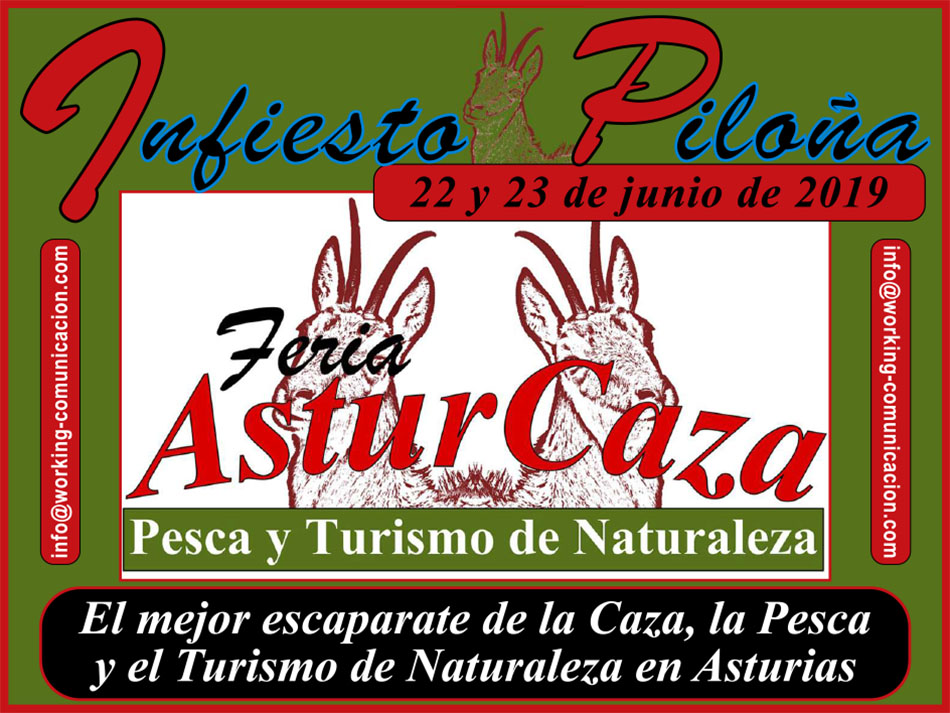 Infiesto Piloña
22 y 23 de junio de 2019
info@working-comunicacion.com
info@working-comunicacion.com
Feria
AsturCaza
Pesca y Turismo de Naturaleza
El mejor escaparate de la Caza, la Pesca
y el Turismo de Naturaleza en Asturias